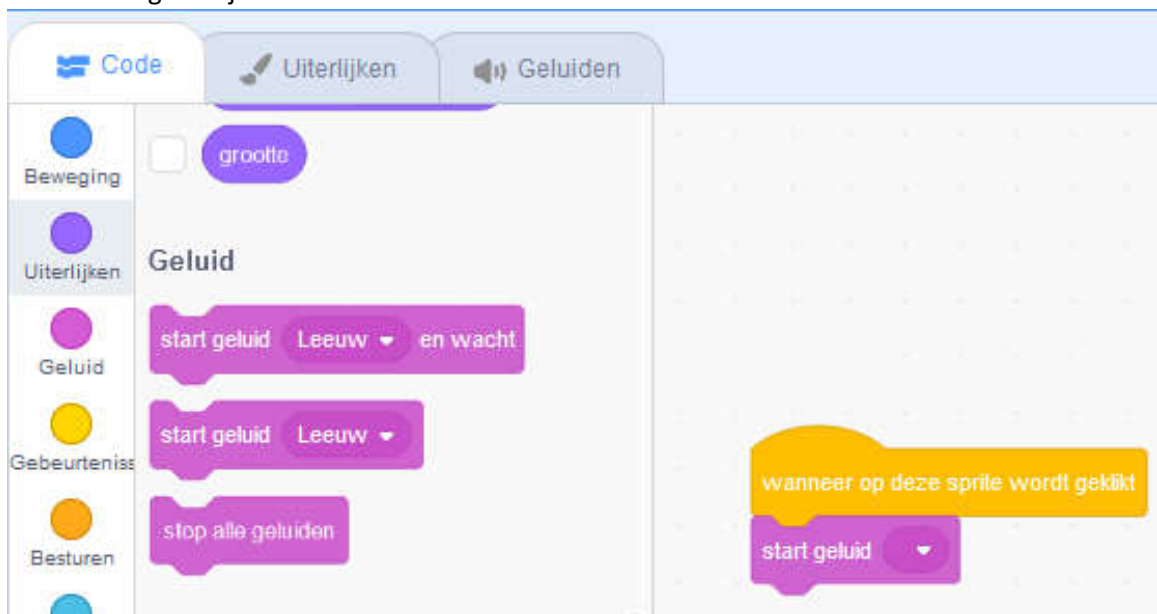 Code
Uiterlijken
Geluiden
grootte
Beweging
Uiterlijken
Geluid
start geluid Leeuw en wacht
Geluid
start geluid Leeuw
Gebeurteniss
wanneer op deze sprite wordt geklikt
stop alle geluiden
Besturen
start geluid